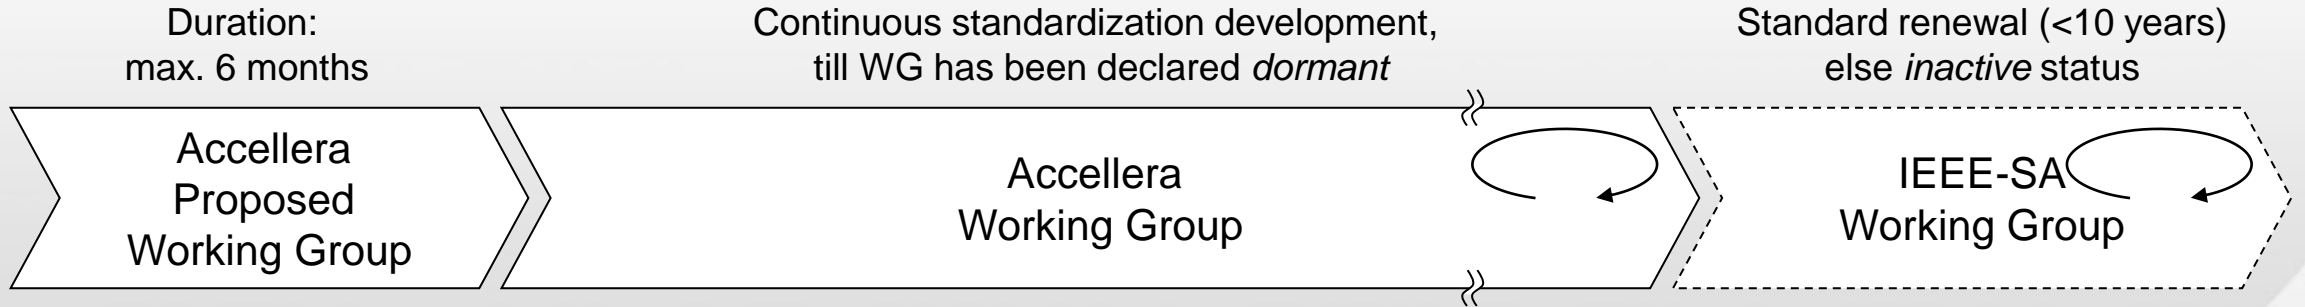 Duration:
max. 6 months
Continuous standardization development,
till WG has been declared dormant
Standard renewal (<10 years)
else inactive status
Accellera
Proposed
Working Group
Accellera
Working Group
IEEE-SA
Working Group